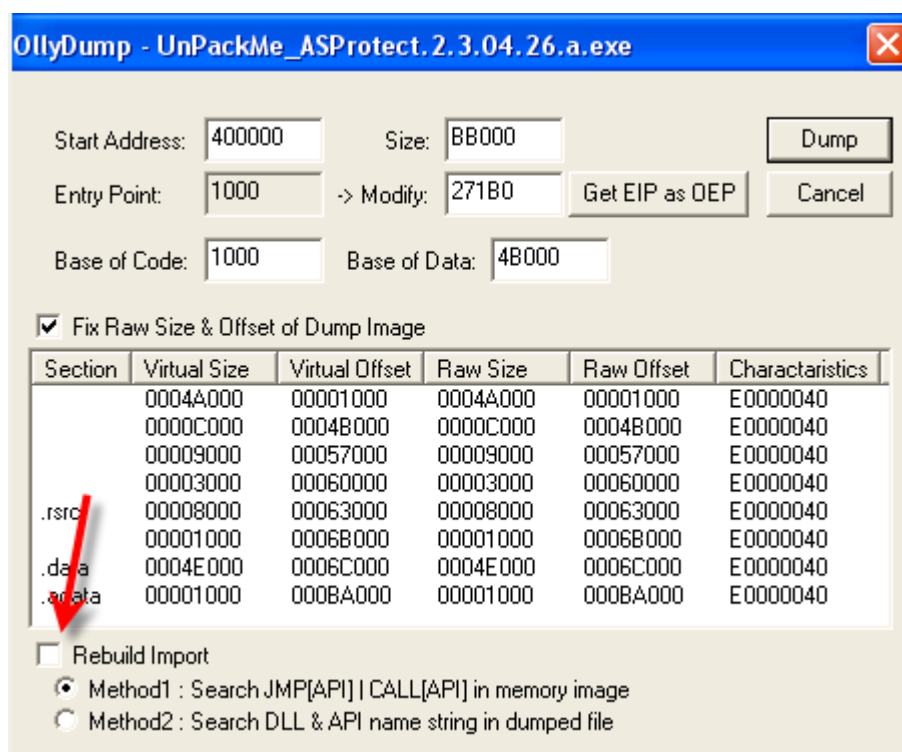 OllyDump - UnPackMe_ASProtect.2.3.04.26.a.exe
Start Address: 400000 Size: BB000 Dump
Entry Point: 1000 -> Modify: 271B0 Get EIP as OEP Cancel
Base of Code: 1000 Base of Data: 4B000
Fix Raw Size & Offset of Dump Image
Section Virtual Size Virtual Offset Raw Size Raw Offset Charactaristics
0004A000 00001000 0004A000 00001000 E0000040
0000C000 0004B000 0000C000 0004B000 E0000040
00009000 00057000 00009000 00057000 E0000040
00003000 00060000 00003000 00060000 E0000040
.rsrc 00008000 00063000 00008000 00063000 E0000040
00001000 0006B000 00001000 0006B000 E0000040
.data 0004E000 0006C000 0004E000 0006C000 E0000040
.adata 00001000 000BA000 00001000 000BA000 E0000040
Rebuild Import
Method1 : Search JMP[API] | CALL[API] in memory image
Method2 : Search DLL & API name string in dumped file